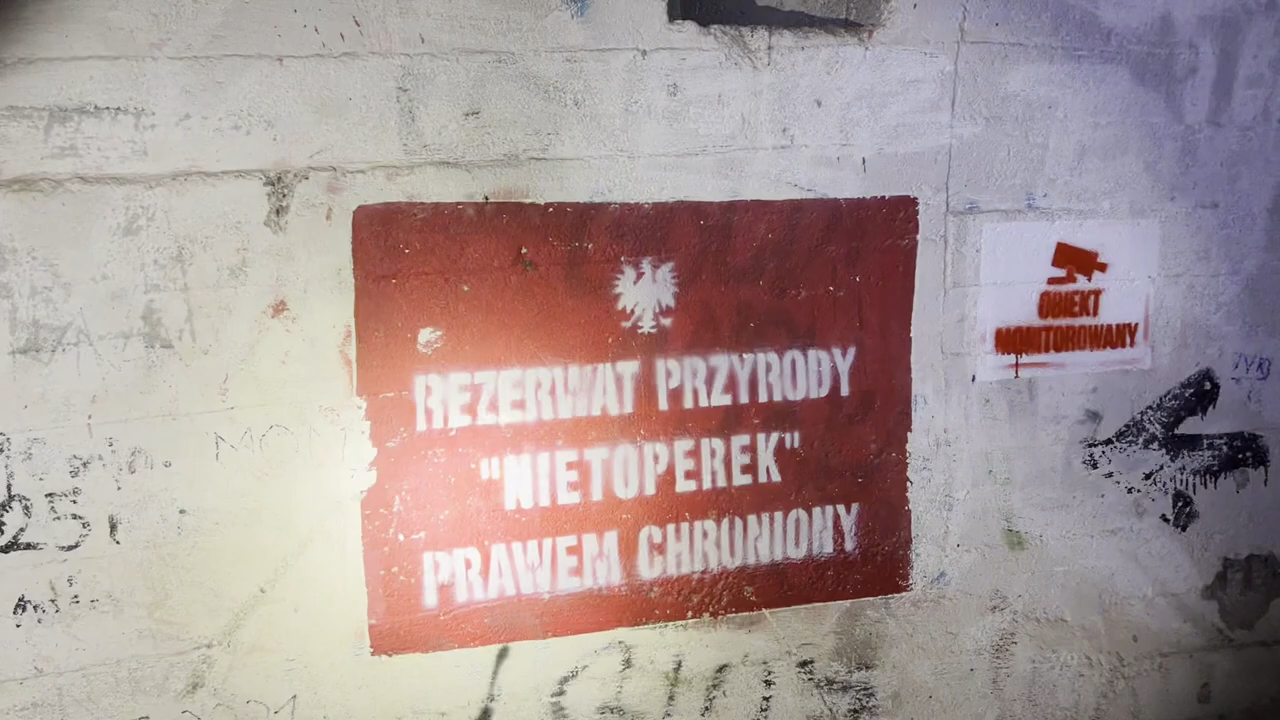 REZERWAT PRZYRODY
"NIETOPEREK"
PRAWEM CHRONIONY
OBIEKT
MONITOROWANY